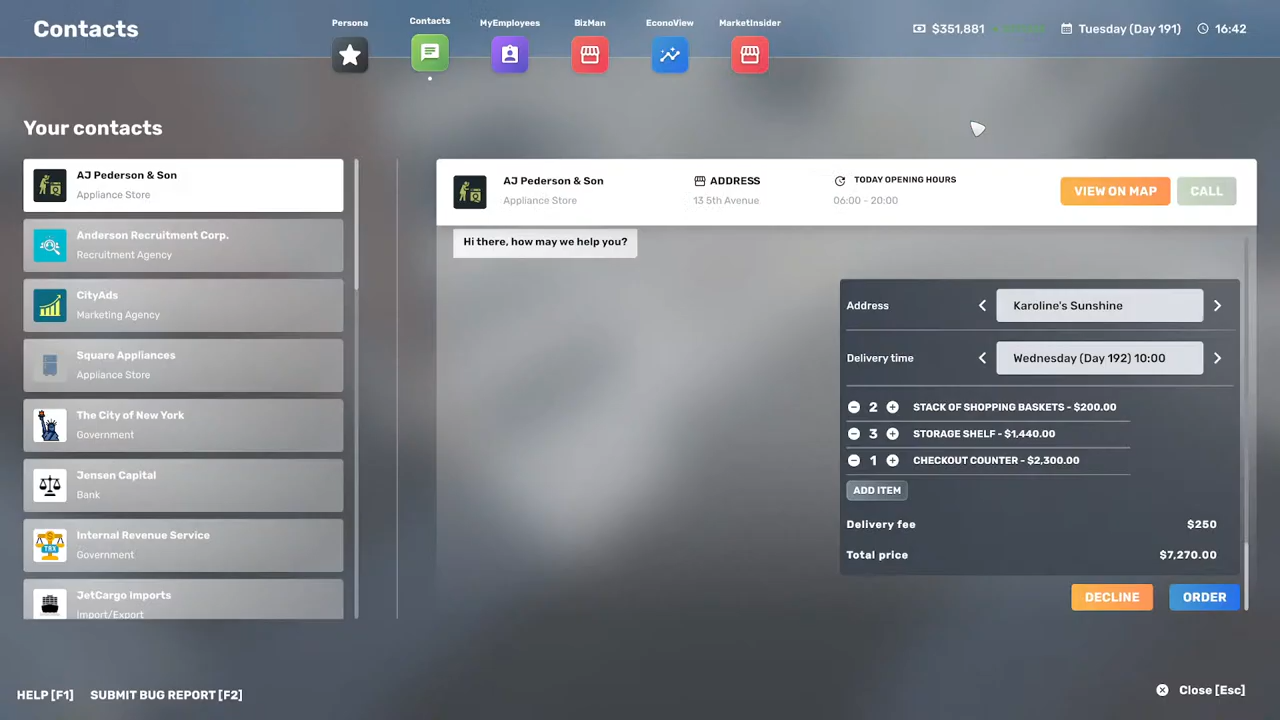 Contacts
Persona
Contacts
MyEmployees
BizMan
EconoView
MarketInsider
$351,881
Tuesday (Day 191)
16:42
Your contacts
AJ Pederson & Son
Appliance Store
Anderson Recruitment Corp.
Recruitment Agency
CityAds
Marketing Agency
Square Appliances
Appliance Store
The City of New York
Government
Jensen Capital
Bank
Internal Revenue Service
Government
JetCargo Imports
Import/Export
AJ Pederson & Son
Appliance Store
ADDRESS
13 5th Avenue
TODAY OPENING HOURS
06:00 - 20:00
VIEW ON MAP
CALL
Hi there, how may we help you?
Address
Karoline's Sunshine
Delivery time
Wednesday (Day 192) 10:00
2 STACK OF SHOPPING BASKETS - $200.00
3 STORAGE SHELF - $1,440.00
1 CHECKOUT COUNTER - $2,300.00
ADD ITEM
Delivery fee $250
Total price $7,270.00
DECLINE
ORDER
HELP [F1]
SUBMIT BUG REPORT [F2]
Close [Esc]